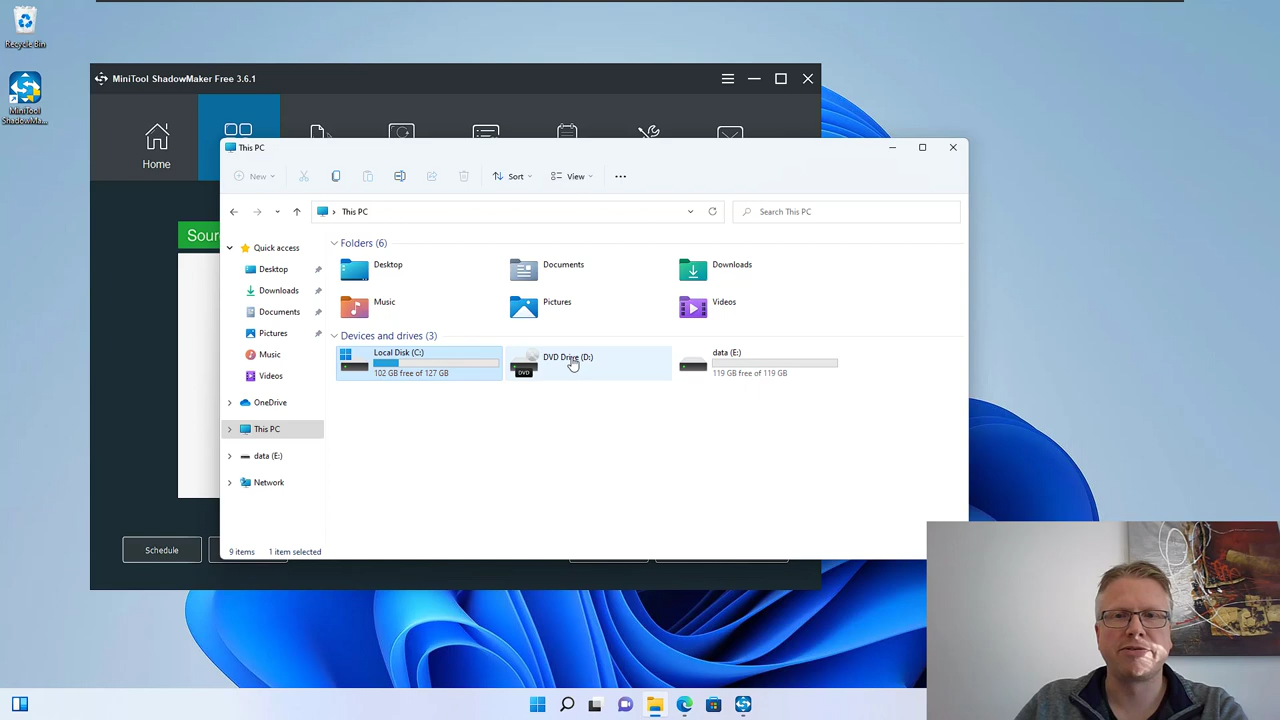 Recycle Bin
MiniTool
ShadowMa...
MiniTool ShadowMaker Free 3.6.1
Home
Schedule
This PC
New
Sort
View
This PC
Search This PC
Quick access
Desktop
Downloads
Documents
Pictures
Music
Videos
OneDrive
This PC
data (E:)
Network
Folders (6)
Desktop
Documents
Downloads
Music
Pictures
Videos
Devices and drives (3)
Local Disk (C:)
102 GB free of 127 GB
DVD Drive (D:)
DVD
data (E:)
119 GB free of 119 GB
9 items
1 item selected